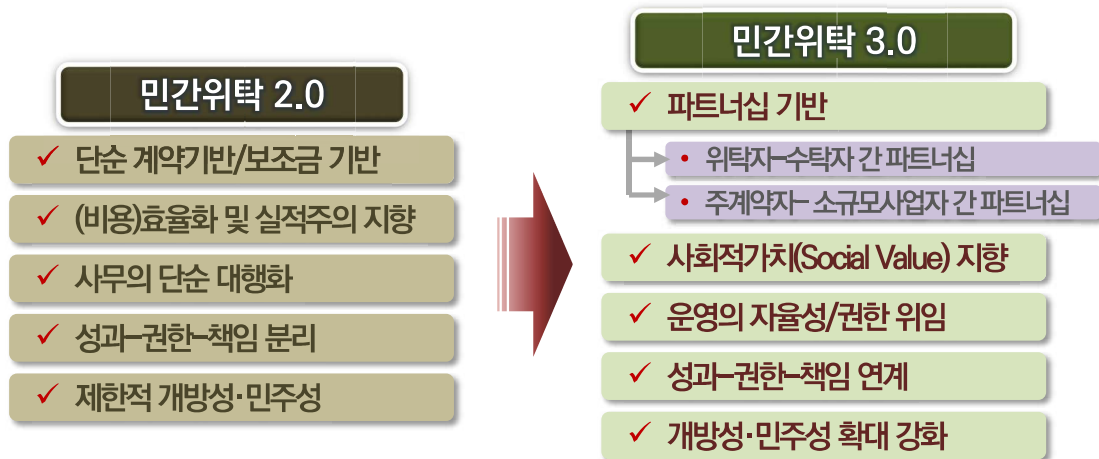 민간위탁 2.0
✓ 단순 계약기반/보조금 기반
✓ (비용)효율화 및 실적주의 지향
✓ 사무의 단순 대행화
✓ 성과-권한-책임 분리
✓ 제한적 개방성·민주성
민간위탁 3.0
✓ 파트너십 기반
• 위탁자-수탁자 간 파트너십
• 주계약자- 소규모사업자 간 파트너십
✓ 사회적가치(Social Value) 지향
✓ 운영의 자율성/권한 위임
✓ 성과-권한-책임 연계
✓ 개방성·민주성 확대 강화